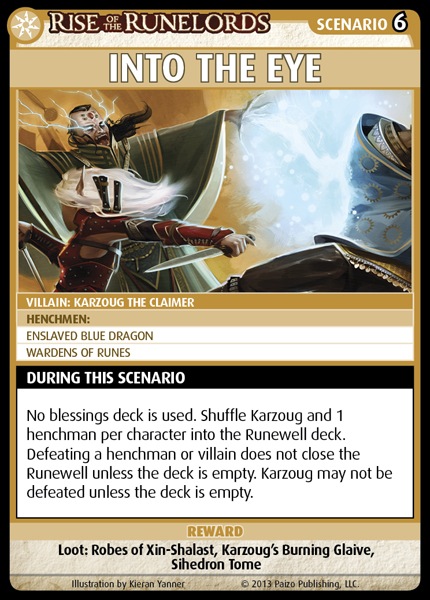 RISE OF THE RUNELORDS
SCENARIO 6
INTO THE EYE
VILLAIN: KARZOUG THE CLAIMER
HENCHMEN:
ENSLAVED BLUE DRAGON
WARDENS OF RUNES
DURING THIS SCENARIO
No blessings deck is used. Shuffle Karzoug and 1
henchman per character into the Runewell deck.
Defeating a henchman or villain does not close the
Runewell unless the deck is empty. Karzoug may not be
defeated unless the deck is empty.
REWARD
Loot: Robes of Xin-Shalast, Karzoug's Burning Glaive,
Sihedron Tome
Illustration by Kieran Yanner
© 2013 Paizo Publishing, LLC.